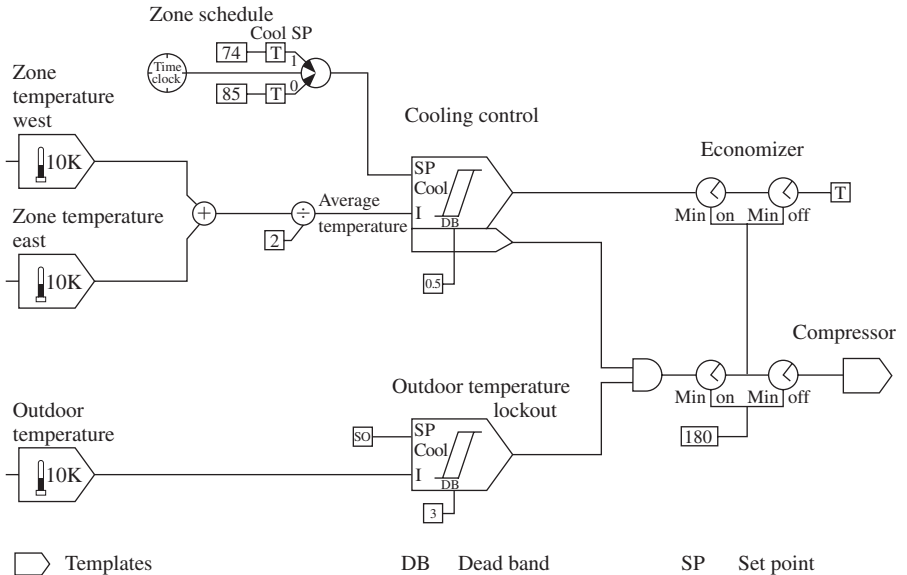 Zone schedule
Cool SP
74 T
1
Time
clock
85 T 0
Zone
temperature
west
10K
Cooling control
SP
Cool
I
DB
Economizer
T
Min on Min off
Zone temperature
east
10K
+
÷
Average
temperature
2
0.5
Compressor
Outdoor temperature
lockout
Min on Min off
180
Outdoor
temperature
10K
SO
SP
Cool
I
DB
3
Templates DB Dead band SP Set point